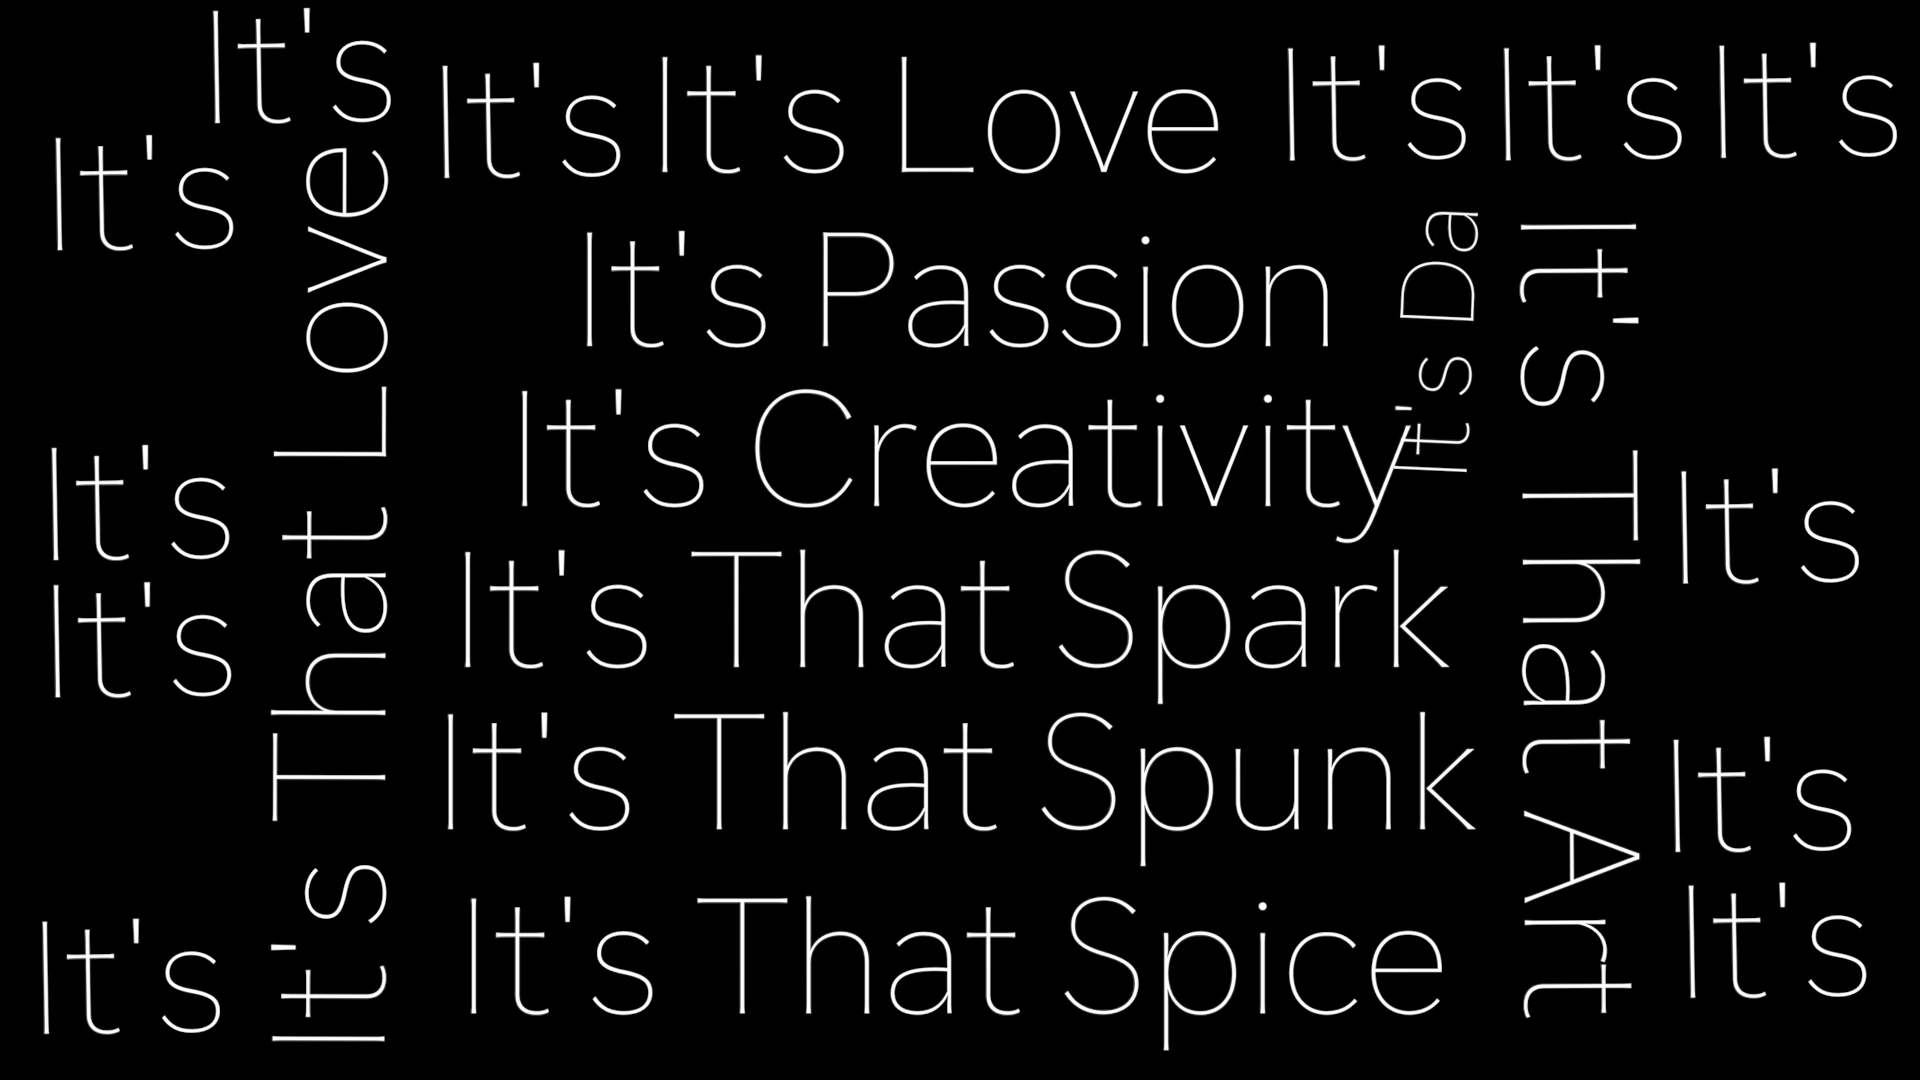 It's
It's
It's Love
It's
It's
It's
It's
It's Passion
It's Da
It's Creativity
It's That Love
It's That Art
It's
It's
It's That Spark
It's
It's That Spunk
It's
It's That Spice
It's
It's